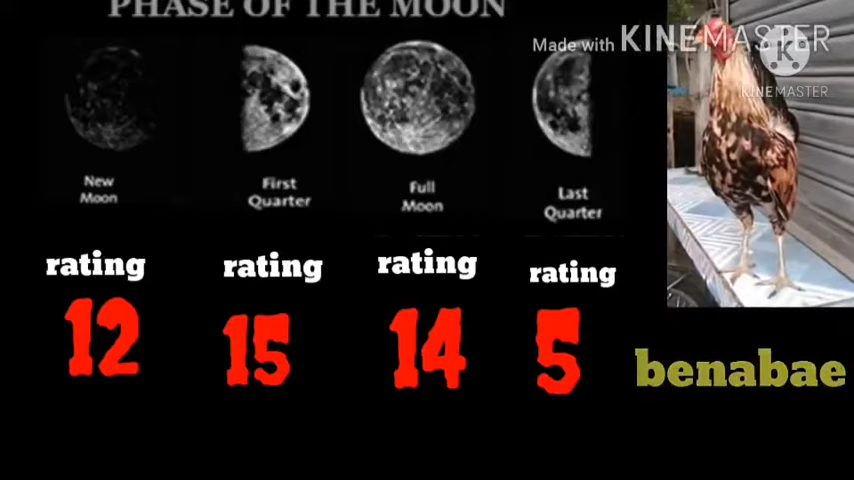 PHASE OF THE MOON
Made with KINEMASTER
KINEMASTER
New
Moon
First
Quarter
Full
Moon
Last
Quarter
rating
rating
rating
rating
12
15
14
5
benabae